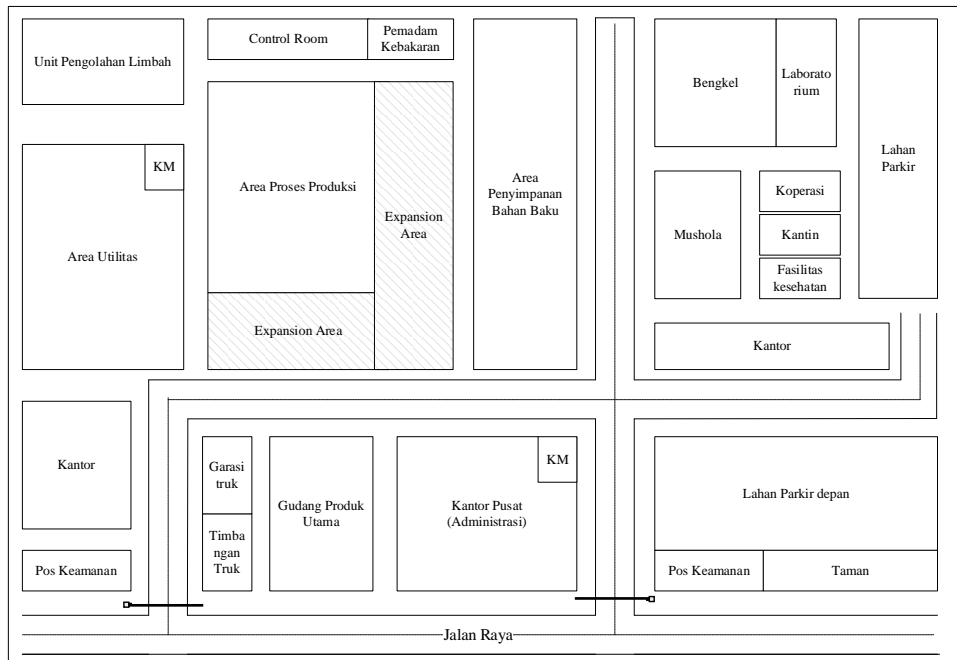 Unit Pengolahan Limbah
Control Room
Pemadam
Kebakaran
Area
Penyimpanan
Bahan Baku
Bengkel
Laborato
rium
Lahan
Parkir
KM
Area Utilitas
Area Proses Produksi
Expansion
Area
Expansion Area
Mushola
Koperasi
Kantin
Fasilitas
kesehatan
Kantor
Kantor
Pos Keamanan
Garasi
truk
Timba
ngan
Truk
Gudang Produk
Utama
KM
Kantor Pusat
(Administrasi)
Lahan Parkir depan
Pos Keamanan
Taman
Jalan Raya